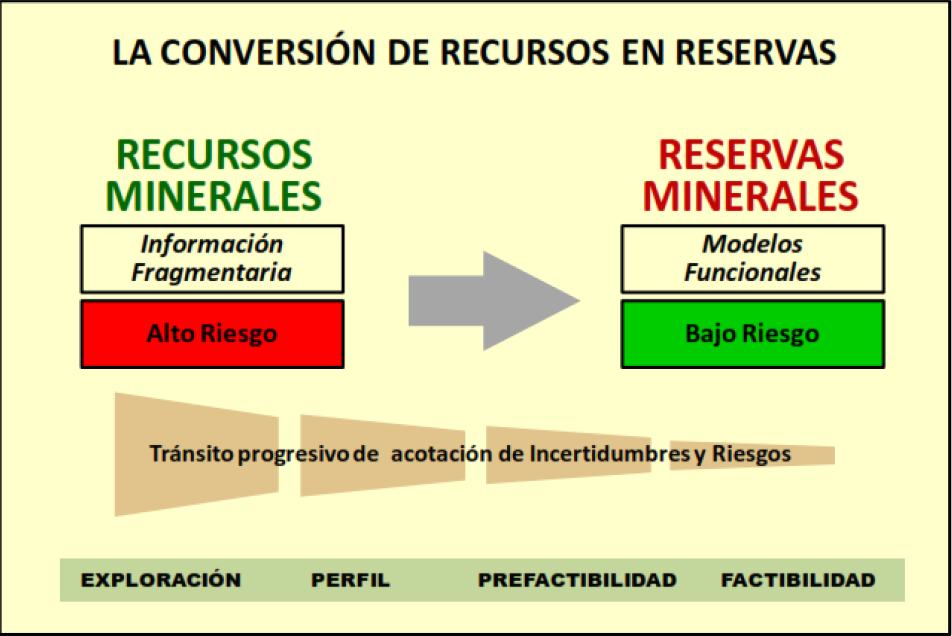 LA CONVERSIÓN DE RECURSOS EN RESERVAS
RECURSOS
MINERALES
Información
Fragmentaria
Alto Riesgo
RESERVAS
MINERALES
Modelos
Funcionales
Bajo Riesgo
Tránsito progresivo de acotación de Incertidumbres y Riesgos
EXPLORACIÓN PERFIL PREFACTIBILIDAD FACTIBILIDAD